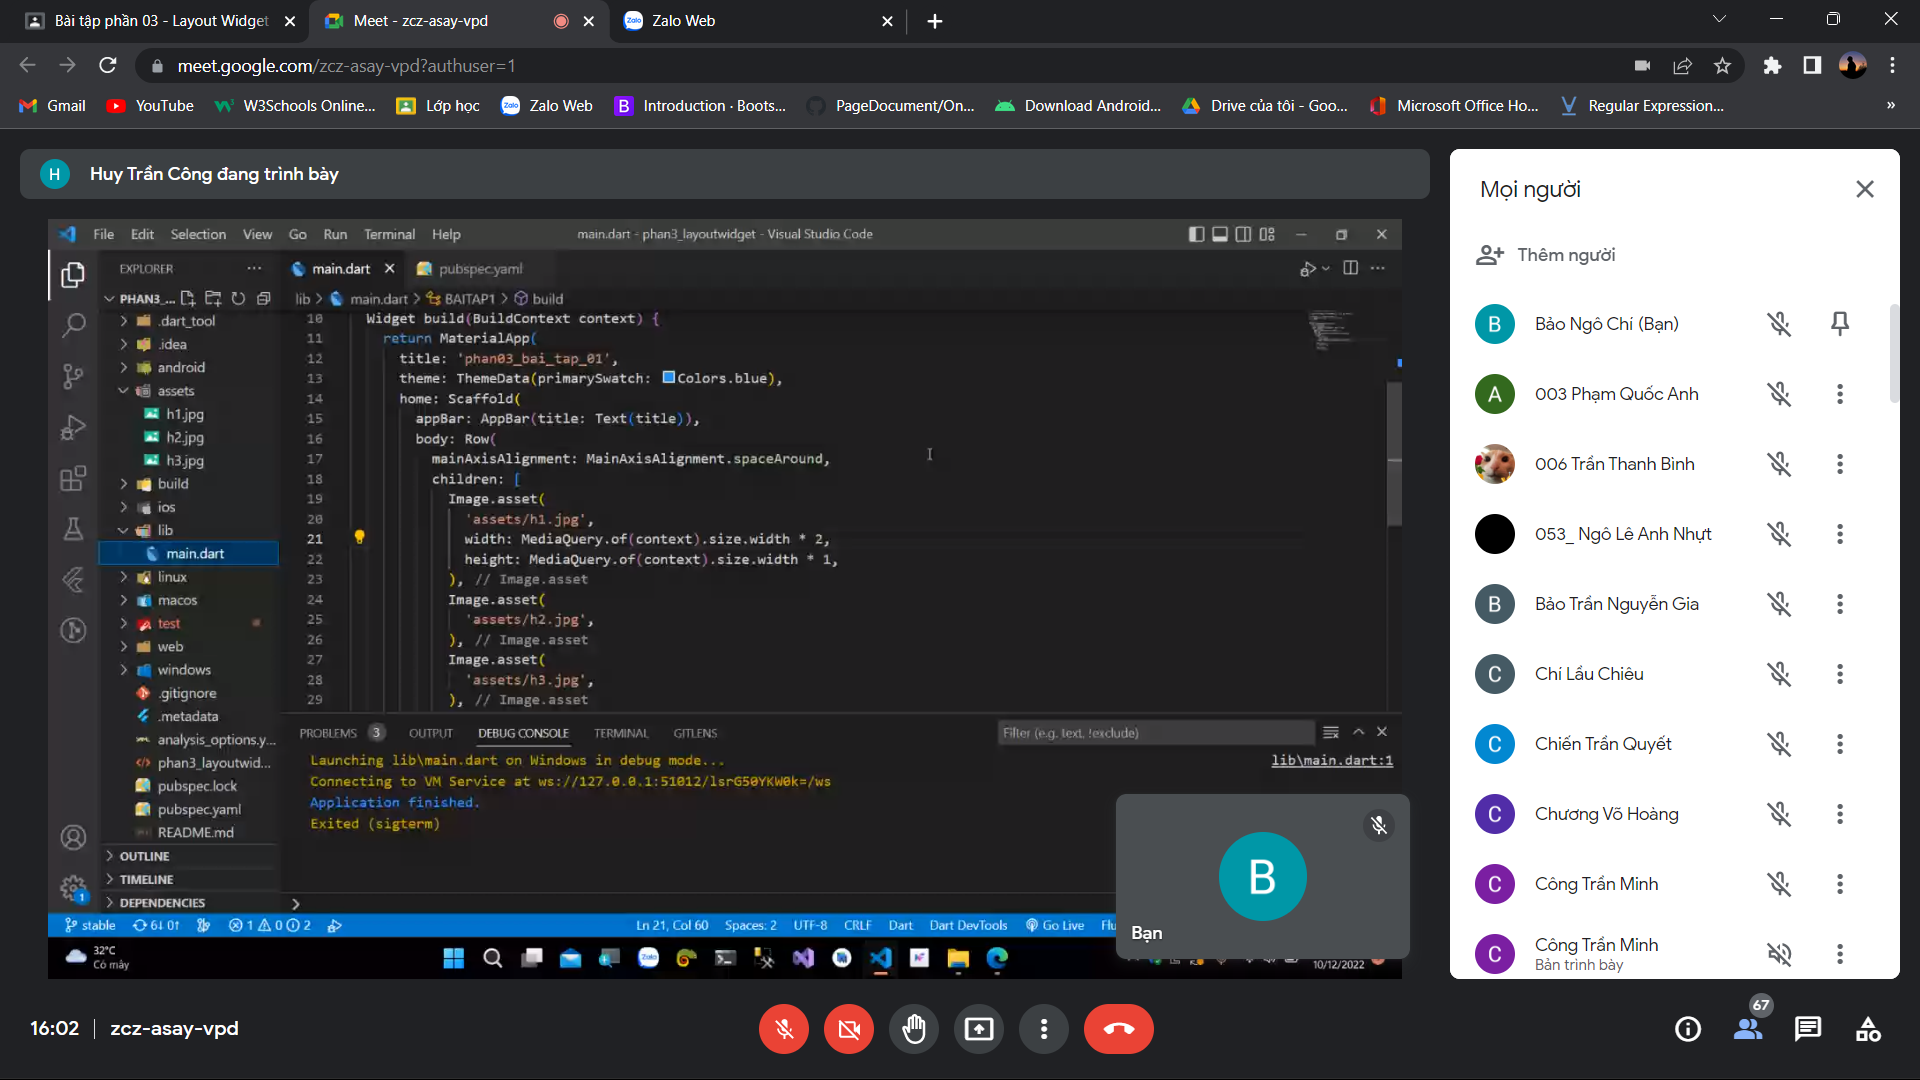 Bài tập phần 03 - Layout Widget
Meet - zcz-asay-vpd
Zalo Web
meet.google.com/zcz-asay-vpd?authuser=1
Gmail
YouTube
W3Schools Online...
Lớp học
Zalo Web
Introduction · Boots...
PageDocument/On...
Download Android...
Drive của tôi - Goo...
Microsoft Office Ho...
Regular Expression...
»
H
Huy Trần Công đang trình bày
File Edit Selection View Go Run Terminal Help
main.dart - phan3_layoutwidget - Visual Studio Code
EXPLORER
PHAN3_...
.dart_tool
.idea
android
assets
h1.jpg
h2.jpg
h3.jpg
build
ios
lib
main.dart
linux
macos
test
web
windows
.gitignore
.metadata
analysis_options.y...
phan3_layoutwid...
pubspec.lock
pubspec.yaml
README.md
OUTLINE
TIMELINE
DEPENDENCIES
1
main.dart
pubspec.yaml
lib > main.dart > BAITAP1 > build
10 Widget build(BuildContext context) {
11 return MaterialApp(
12 title: 'phan03_bai_tap_01',
13 theme: ThemeData(primarySwatch: Colors.blue),
14 home: Scaffold(
15 appBar: AppBar(title: Text(title)),
16 body: Row(
17 mainAxisAlignment: MainAxisAlignment.spaceAround,
18 children: [
19 Image.asset(
20 'assets/h1.jpg',
21 width: MediaQuery.of(context).size.width * 2,
22 height: MediaQuery.of(context).size.width * 1,
23 ), // Image.asset
24 Image.asset(
25 'assets/h2.jpg',
26 ), // Image.asset
27 Image.asset(
28 'assets/h3.jpg',
29 ), // Image.asset
PROBLEMS 3 OUTPUT DEBUG CONSOLE TERMINAL GITLENS
Filter (e.g. text, !exclude)
Launching lib\main.dart on Windows in debug mode...
lib\main.dart:1
Connecting to VM Service at ws://127.0.0.1:51012/lsrG50YKW0k=/ws
Application finished.
Exited (sigterm)
stable 6↓ 0↑ 1 0 2
Ln 21, Col 60 Spaces: 2 UTF-8 CRLF Dart Dart DevTools Go Live Flu
32°C
Có mây
Zalo
10/12/2022
B
Bạn
Mọi người
Thêm người
B Bảo Ngô Chí (Bạn)
A 003 Phạm Quốc Anh
006 Trần Thanh Bình
053_ Ngô Lê Anh Nhựt
B Bảo Trần Nguyễn Gia
C Chí Lầu Chiêu
C Chiến Trần Quyết
C Chương Võ Hoàng
C Công Trần Minh
C Công Trần Minh
Bản trình bày
16:02 | zcz-asay-vpd
67